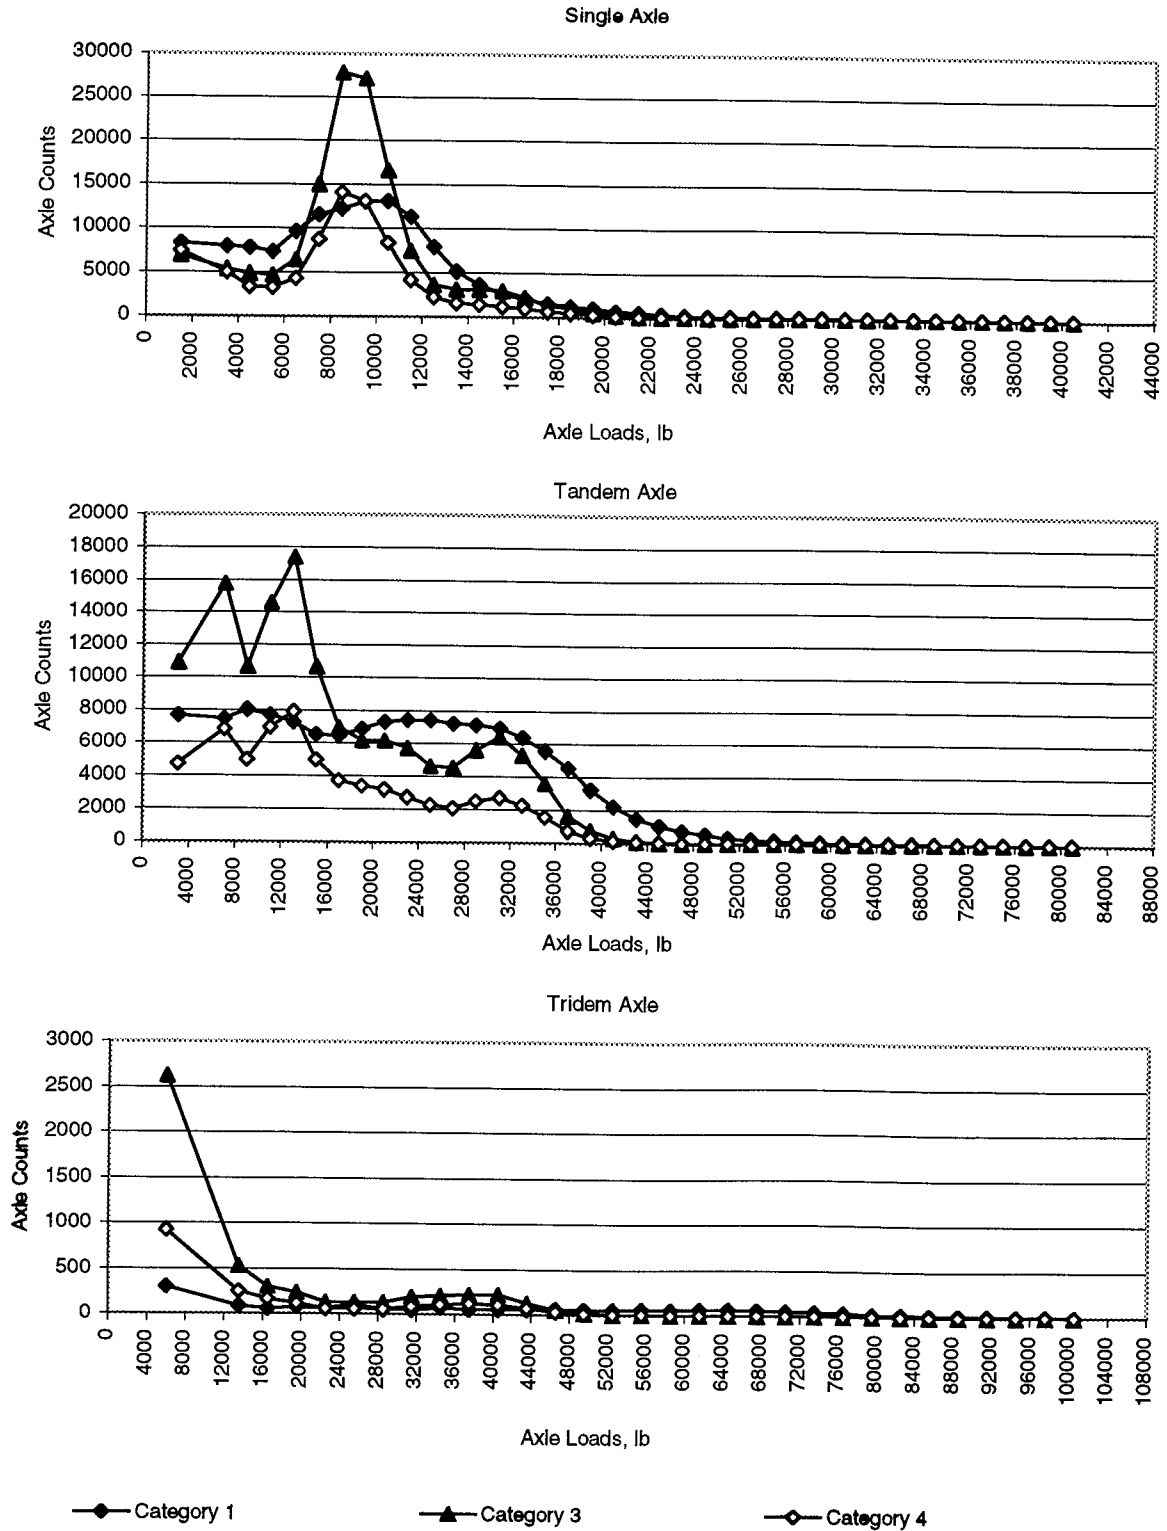 Single Axle
30000
25000
20000
15000
10000
5000
0
Axle Counts
0 2000 4000 6000 8000 10000 12000 14000 16000 18000 20000 22000 24000 26000 28000 30000 32000 34000 36000 38000 40000 42000 44000
Axle Loads, lb
Tandem Axle
20000
18000
16000
14000
12000
10000
8000
6000
4000
2000
0
Axle Counts
0 4000 8000 12000 16000 20000 24000 28000 32000 36000 40000 44000 48000 52000 56000 60000 64000 68000 72000 76000 80000 84000 88000
Axle Loads, lb
Tridem Axle
3000
2500
2000
1500
1000
500
0
Axle Counts
0 4000 8000 12000 16000 20000 24000 28000 32000 36000 40000 44000 48000 52000 56000 60000 64000 68000 72000 76000 80000 84000 88000 92000 96000 100000 104000 108000
Axle Loads, lb
Category 1 Category 3 Category 4